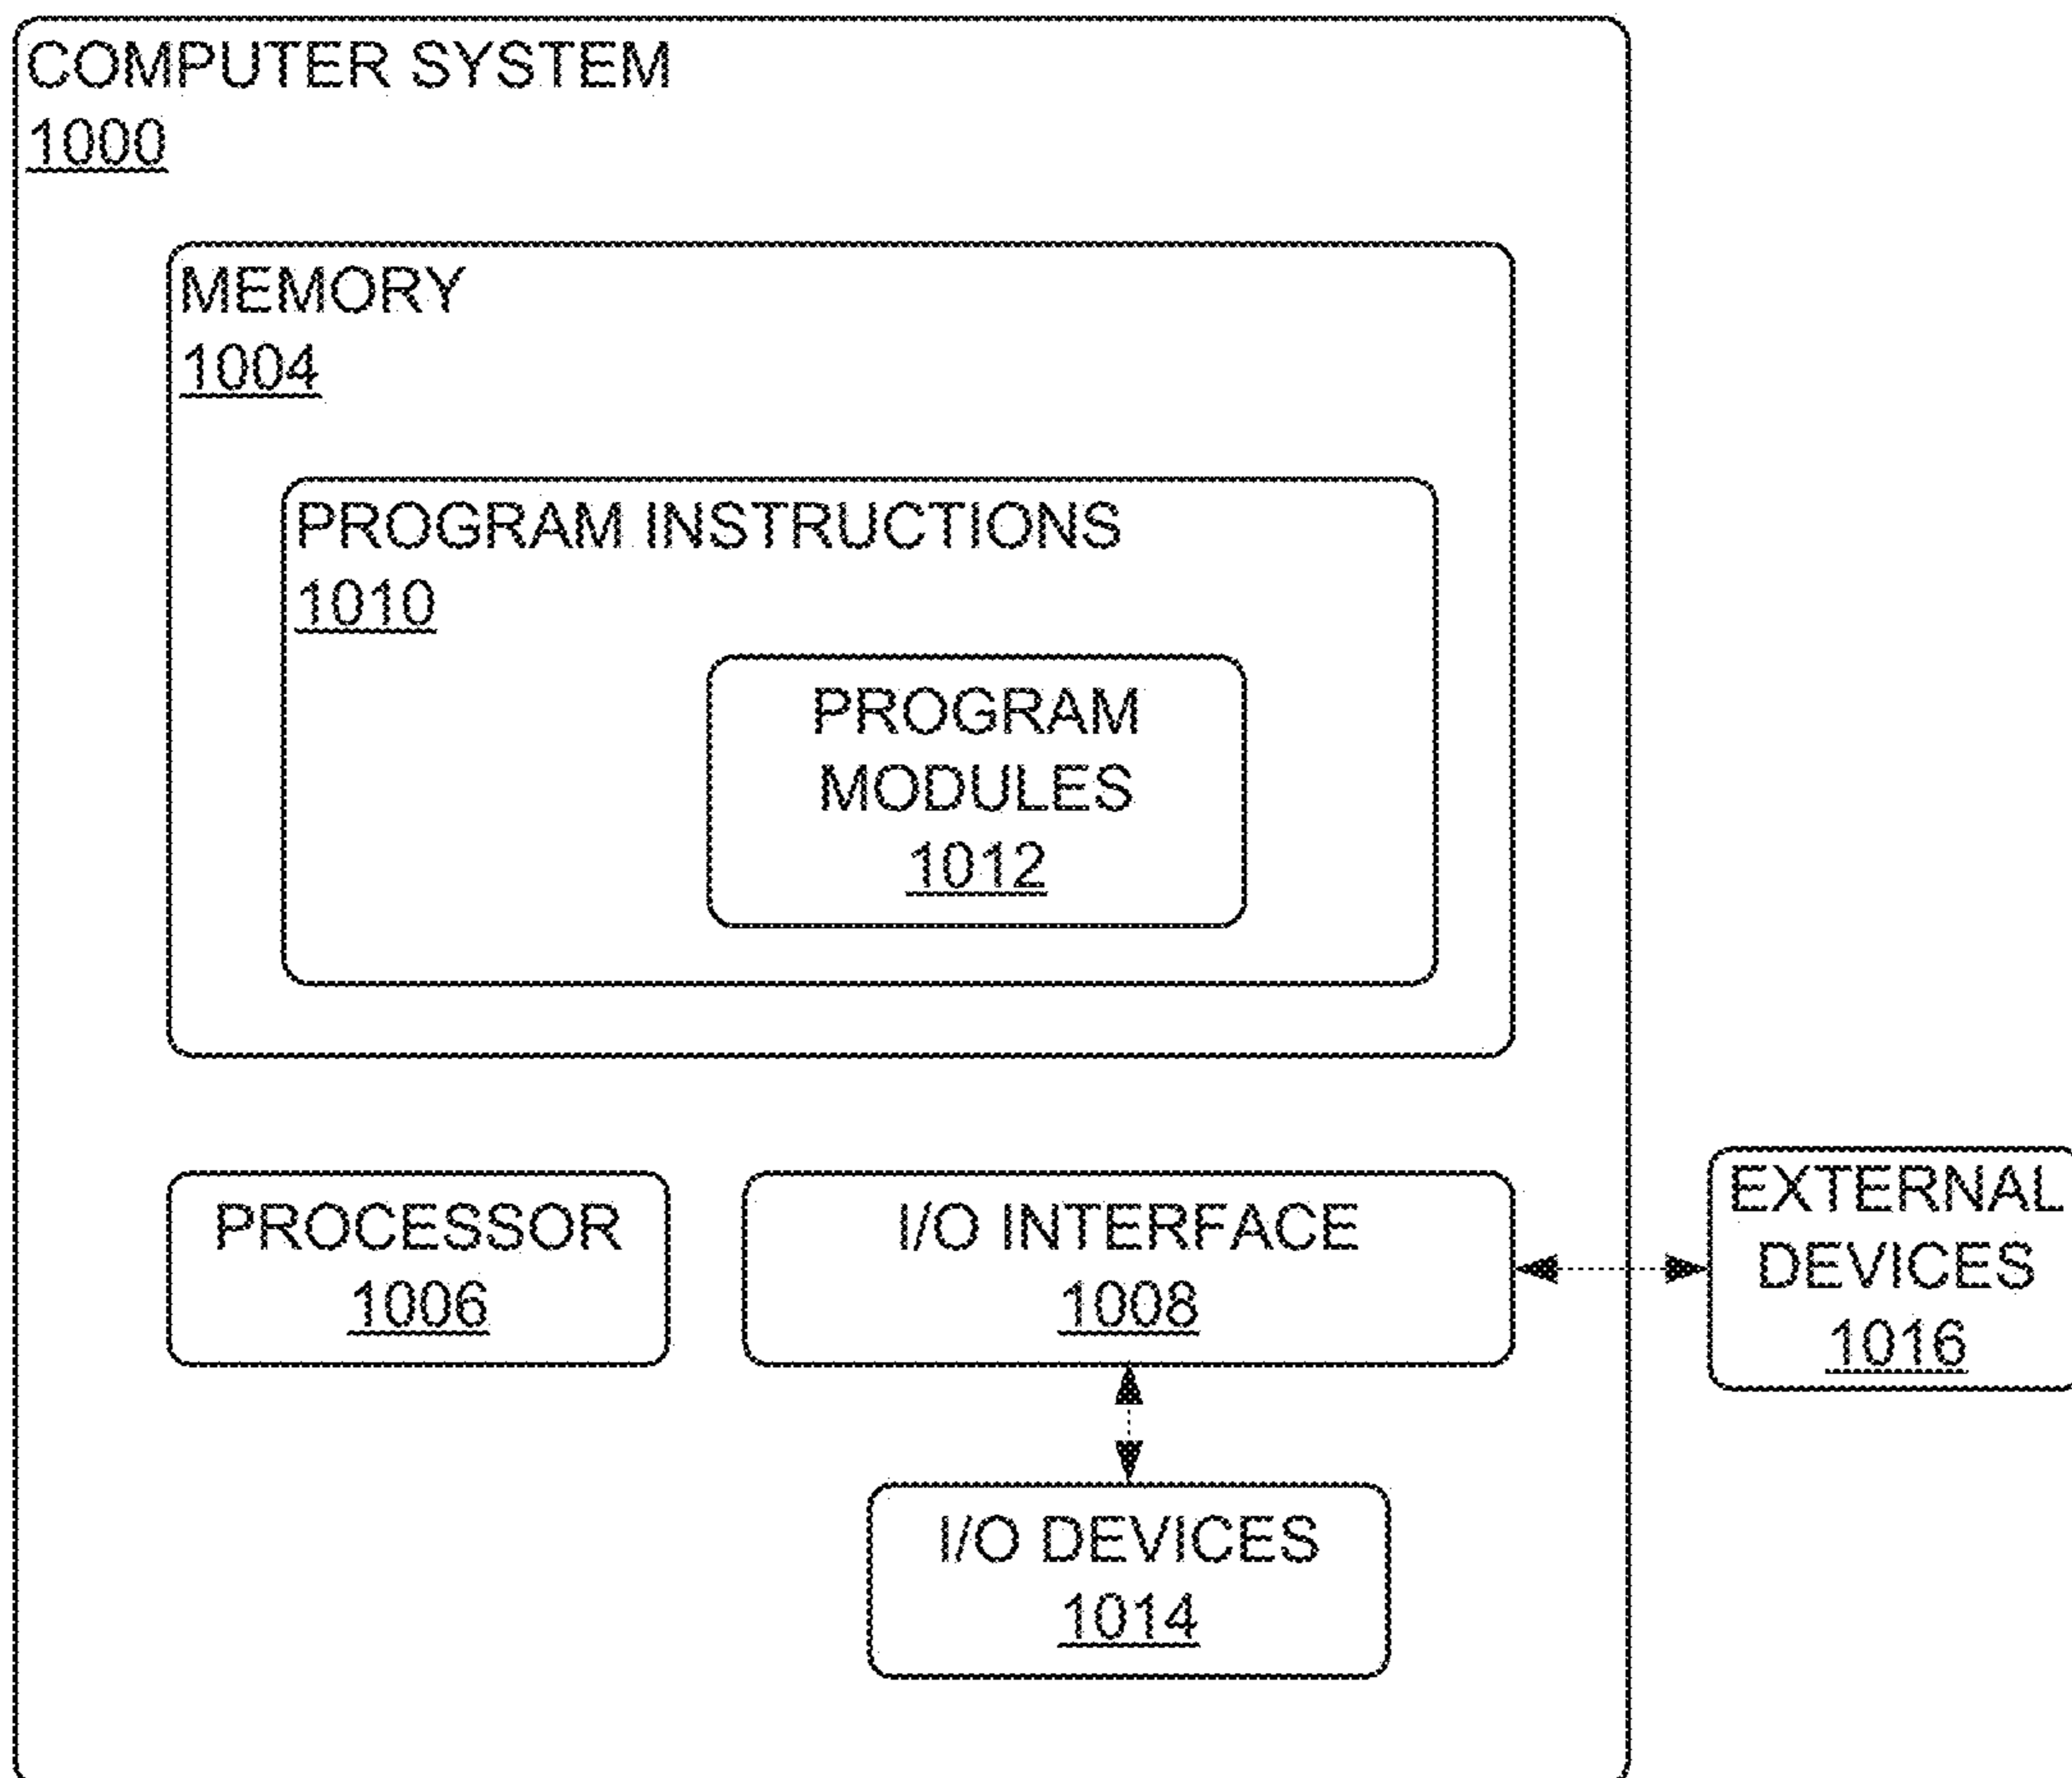 COMPUTER SYSTEM
1000
MEMORY
1004
PROGRAM INSTRUCTIONS
1010
PROGRAM
MODULES
1012
PROCESSOR
1006
I/O INTERFACE
1008
EXTERNAL
DEVICES
1016
I/O DEVICES
1014